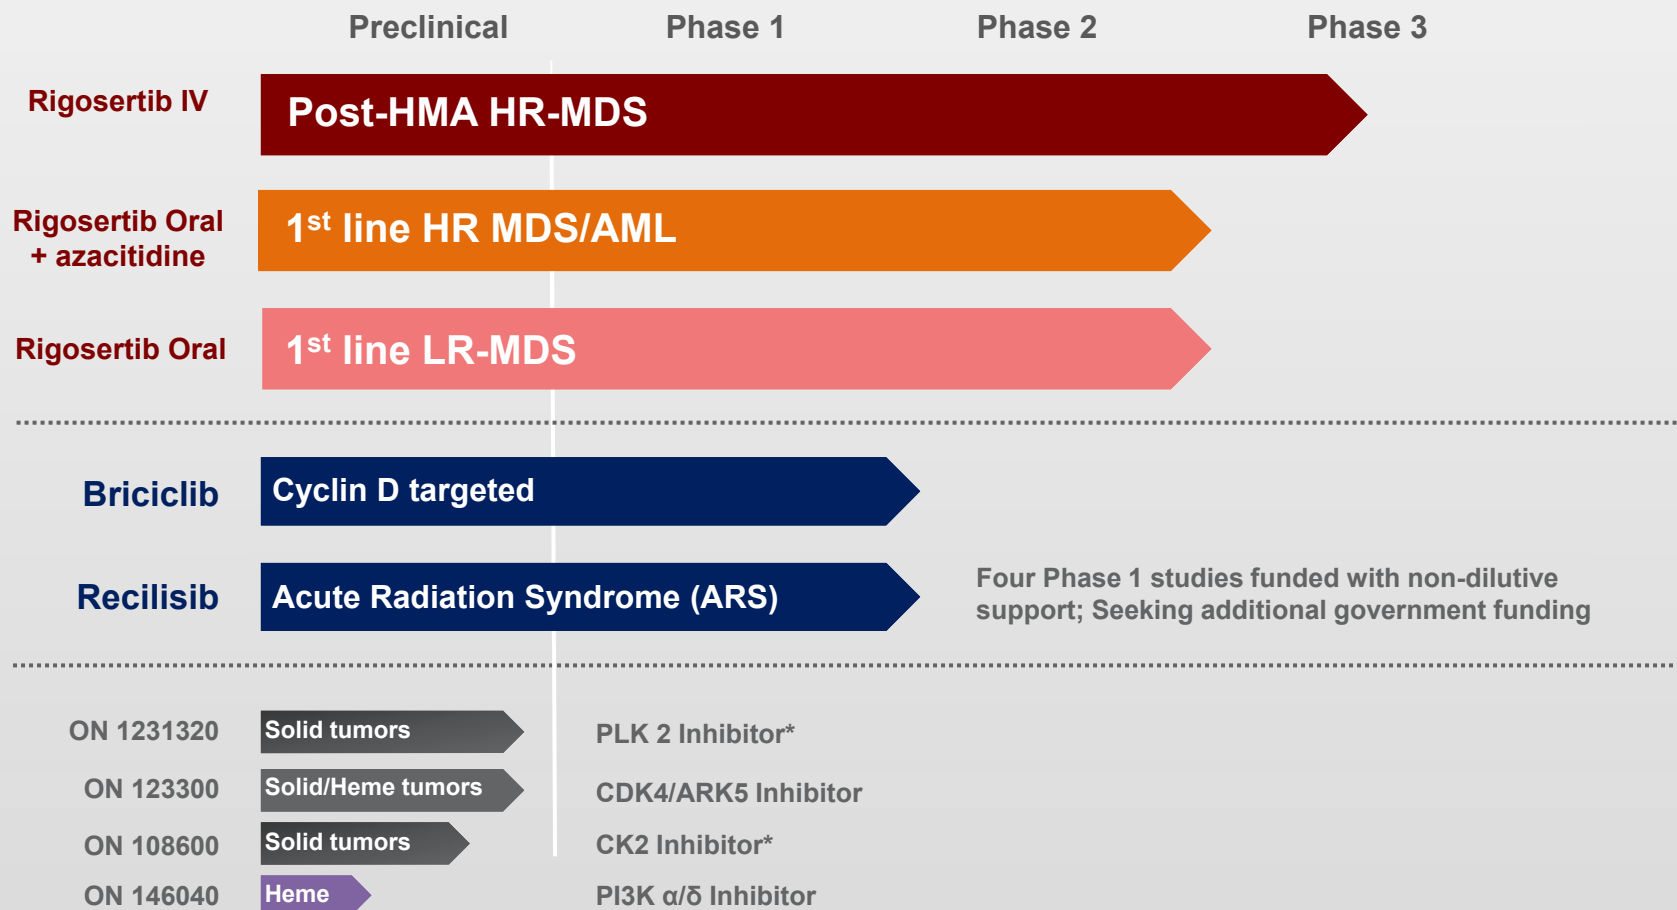 Preclinical Phase 1 Phase 2 Phase 3
Rigosertib IV
Post-HMA HR-MDS
Rigosertib Oral
+ azacitidine
1st line HR MDS/AML
Rigosertib Oral
1st line LR-MDS
Briciclib
Cyclin D targeted
Recilisib
Acute Radiation Syndrome (ARS)
Four Phase 1 studies funded with non-dilutive
support; Seeking additional government funding
ON 1231320
Solid tumors
PLK 2 Inhibitor*
ON 123300
Solid/Heme tumors
CDK4/ARK5 Inhibitor
ON 108600
Solid tumors
CK2 Inhibitor*
ON 146040
Heme
PI3K α/δ Inhibitor